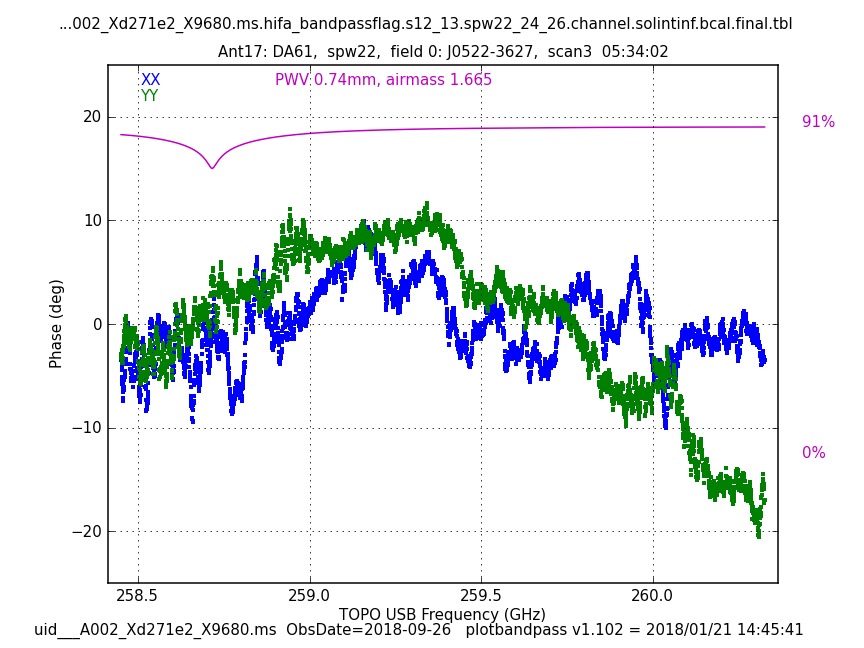 ...002_Xd271e2_X9680.ms.hifa_bandpassflag.s12_13.spw22_24_26.channel.solintinf.bcal.final.tbl
Ant17: DA61, spw22, field 0: J0522-3627, scan3 05:34:02
XX
PWV 0.74mm, airmass 1.665
YY
20
91%
10
Phase (deg)
0
−10
0%
−20
258.5
259.0
259.5
260.0
TOPO USB Frequency (GHz)
uid___A002_Xd271e2_X9680.ms ObsDate=2018-09-26 plotbandpass v1.102 = 2018/01/21 14:45:41